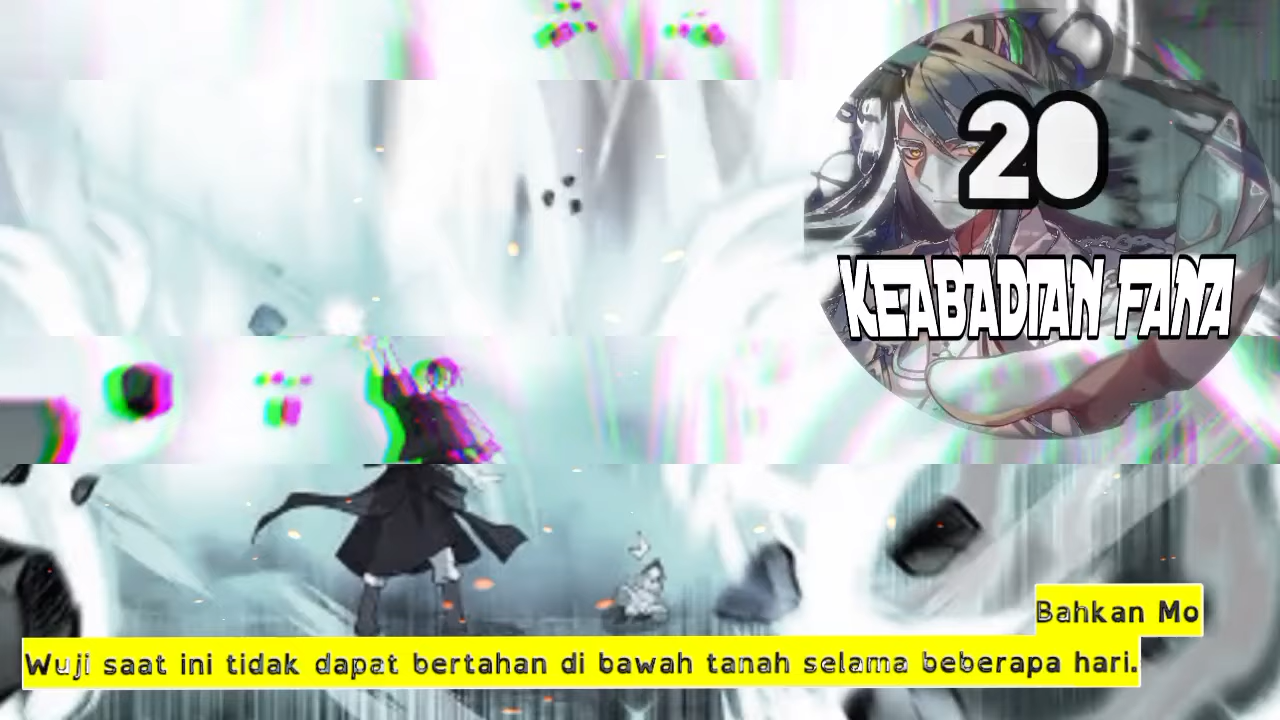 20
KEABADIAN FANA
Bahkan Mo
Wuji saat ini tidak dapat bertahan di bawah tanah selama beberapa hari.